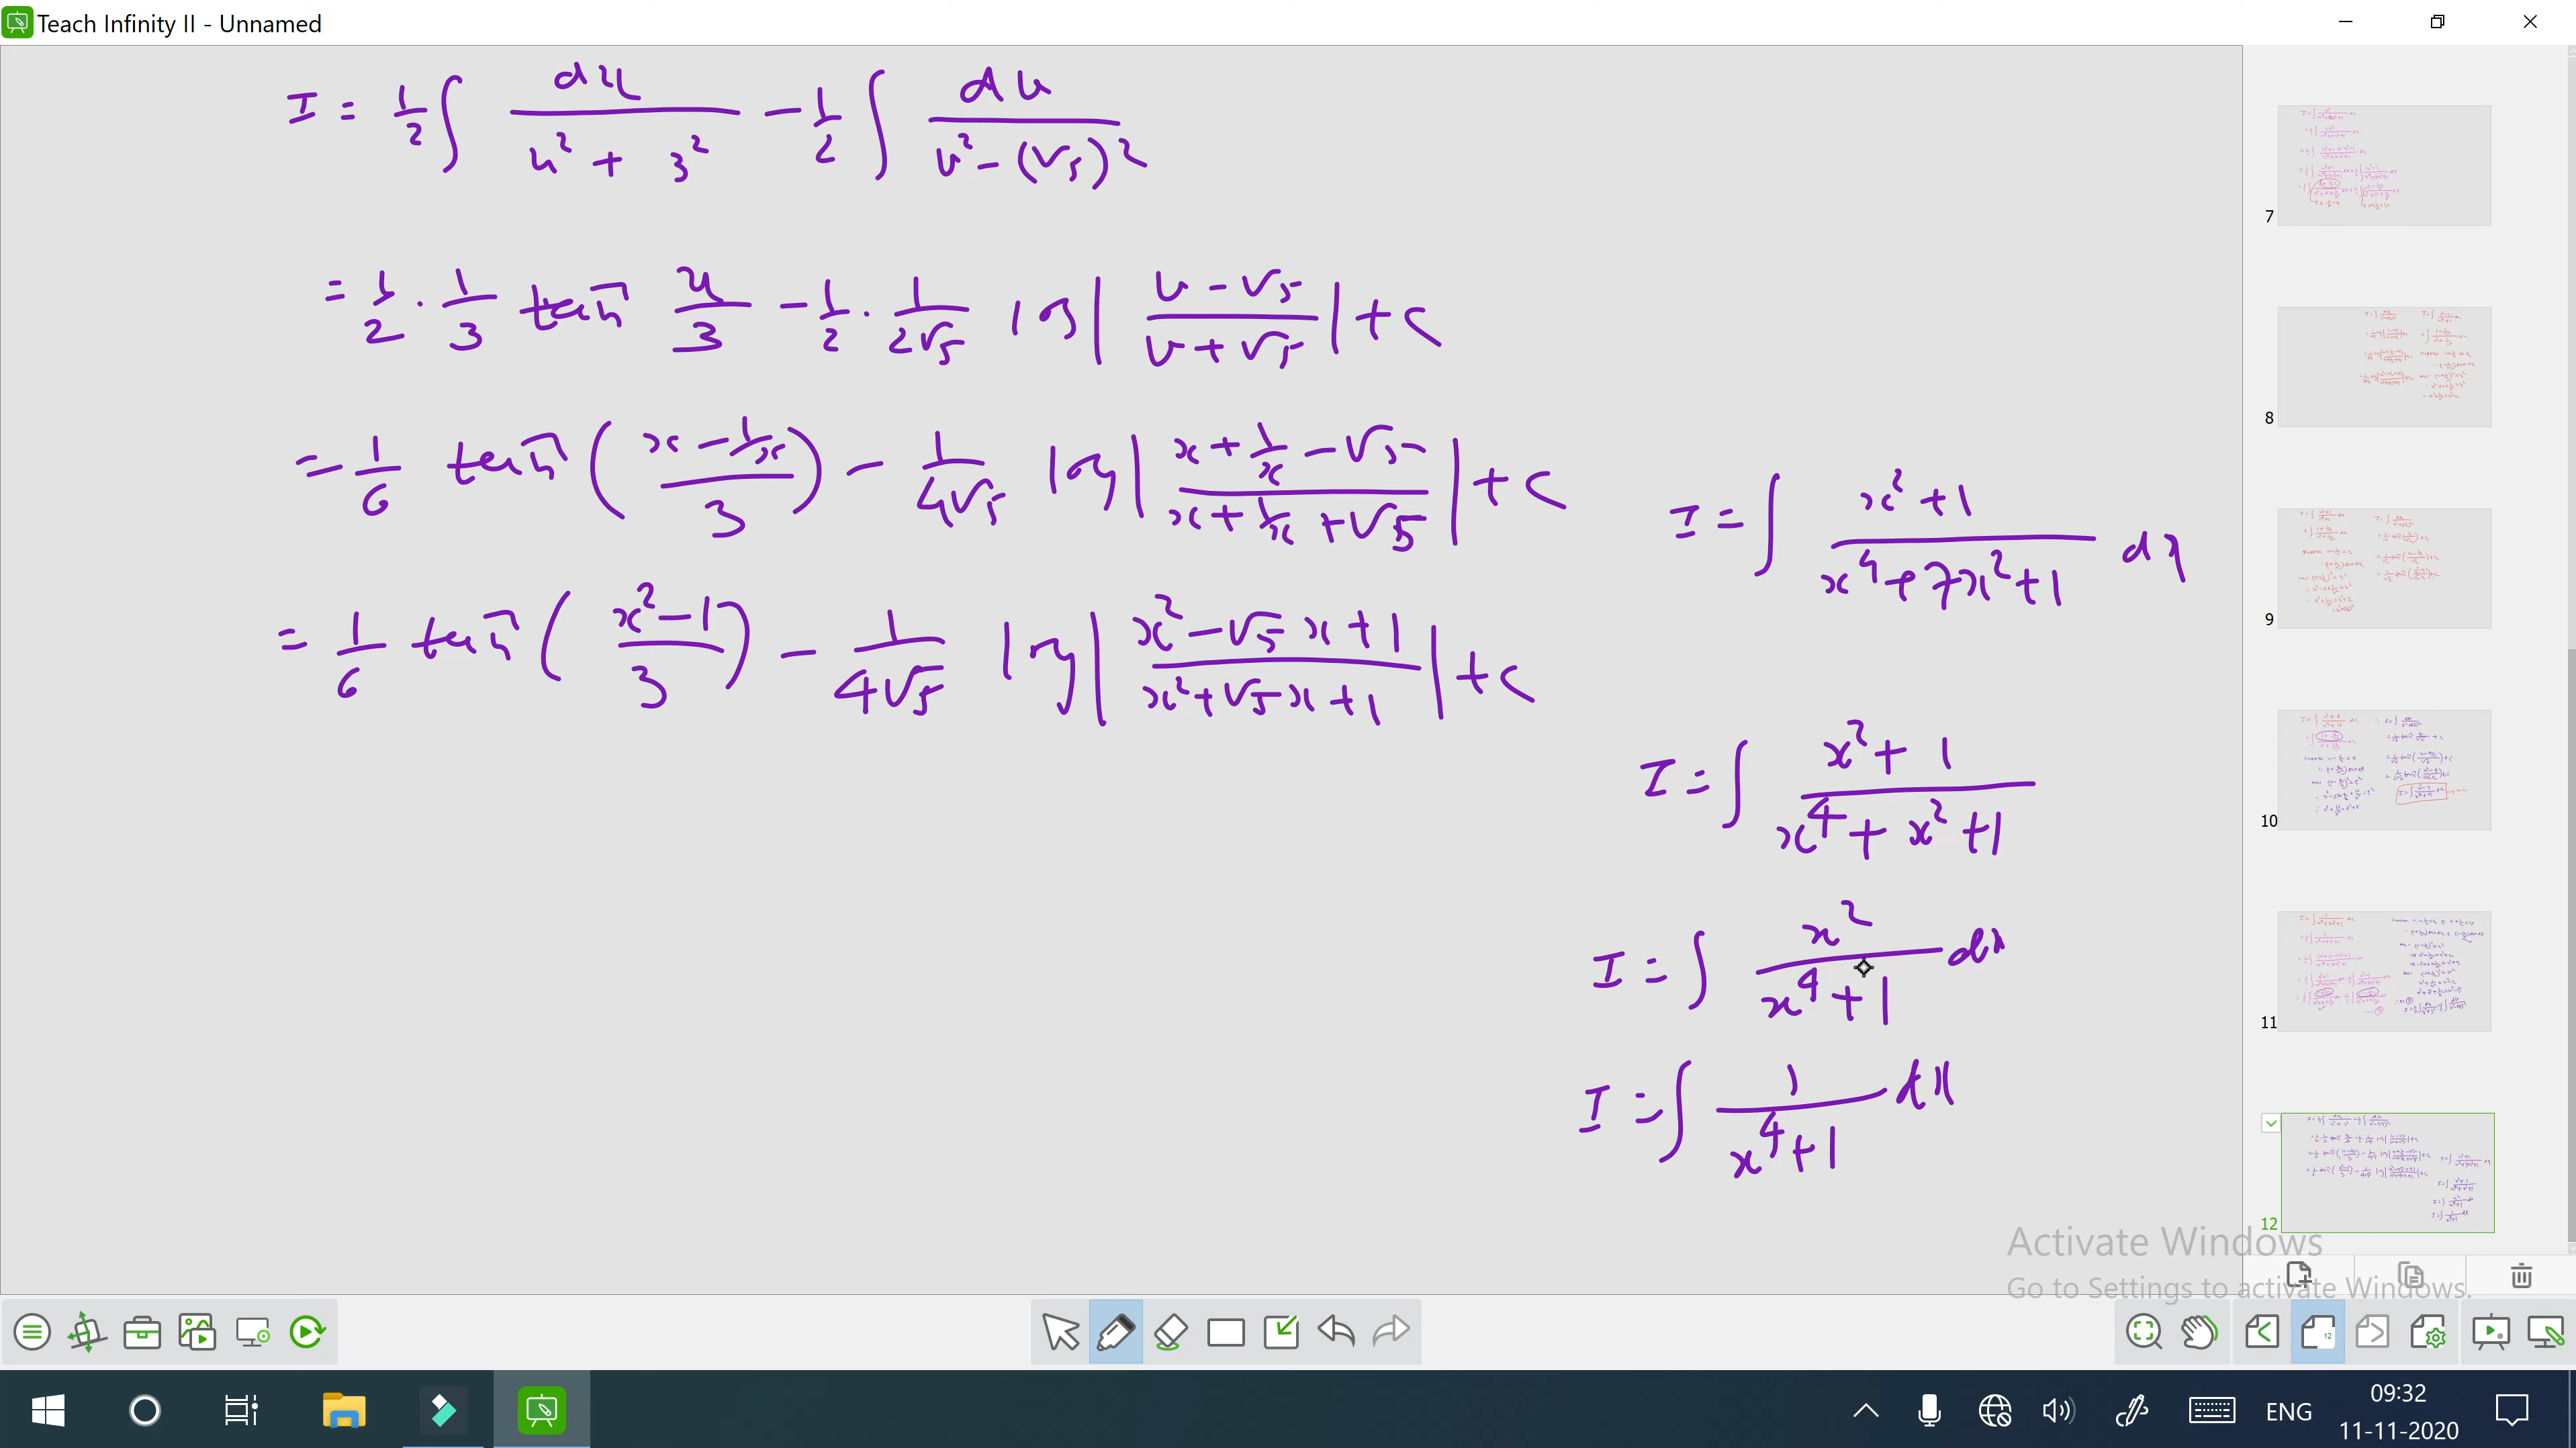 Teach Infinity II - Unnamed
I = 1/2 ∫ du/(u² + 3²) - 1/2 ∫ dv/(v² - (√5)²)
= 1/2 · 1/3 tan⁻¹ u/3 - 1/2 · 1/(2√5) log |(v - √5)/(v + √5)| + c
= 1/6 tan⁻¹ ((x - 1/x)/3) - 1/(4√5) log |(x + 1/x - √5)/(x + 1/x + √5)| + c
= 1/6 tan⁻¹ ((x² - 1)/3) - 1/(4√5) log |(x² - √5 x + 1)/(x² + √5 x + 1)| + c
I = ∫ (x² + 1)/(x⁴ + 7x² + 1) dx
I = ∫ (x² + 1)/(x⁴ + x² + 1)
I = ∫ x²/(x⁴ + 1) dx
I = ∫ 1/(x⁴ + 1) dx
7
8
9
10
11
12
Activate Windows
Go to Settings to activate Windows.
12
ENG
09:32
11-11-2020